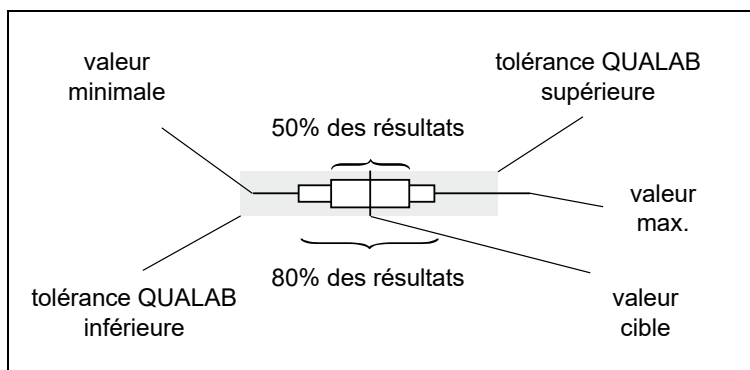 valeur
minimale
tolérance QUALAB
supérieure
50% des résultats
valeur
max.
80% des résultats
tolérance QUALAB
inférieure
valeur
cible